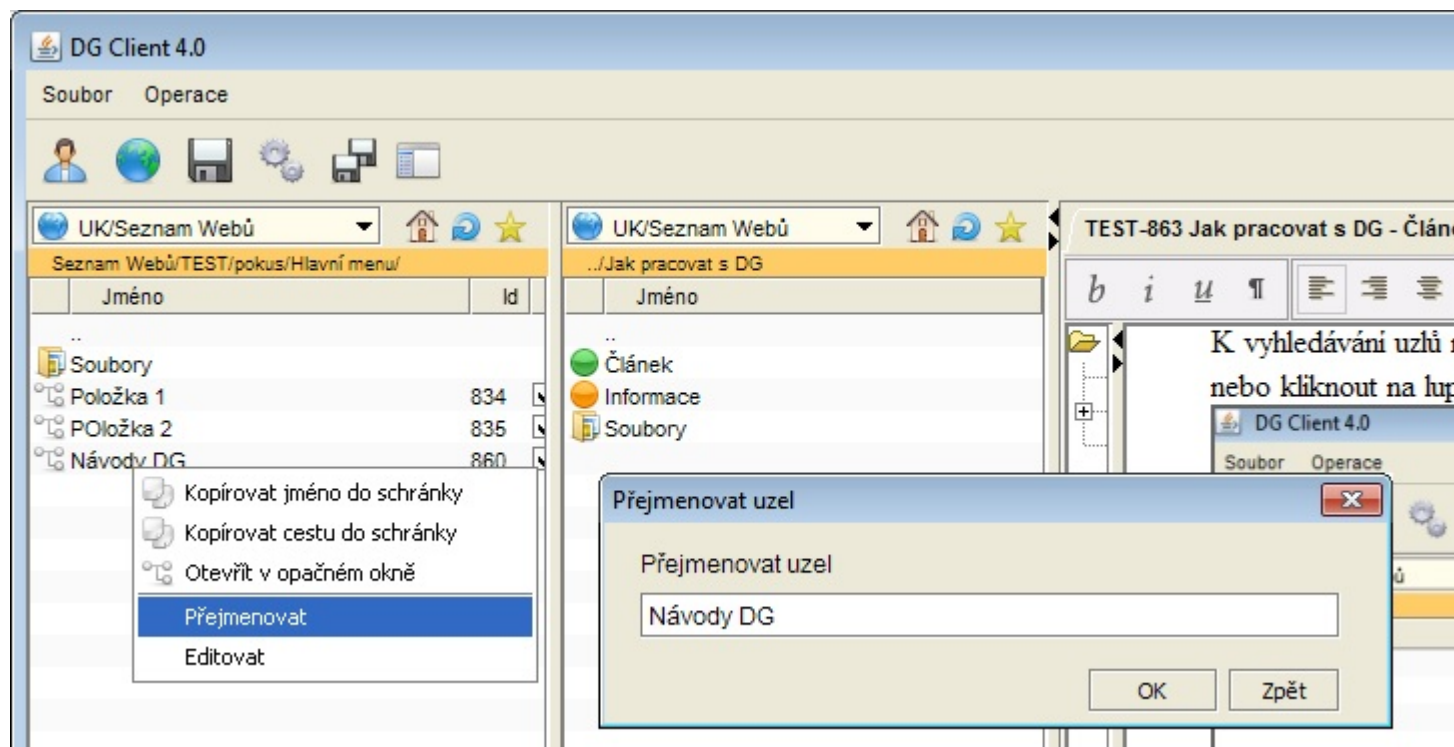 DG Client 4.0
Soubor Operace
UK/Seznam Webů
Seznam Webů/TEST/pokus/Hlavní menu/
Jméno Id
..
Soubory
Položka 1 834
POložka 2 835
Návody DG 860
Kopírovat jméno do schránky
Kopírovat cestu do schránky
Otevřít v opačném okně
Přejmenovat
Editovat
UK/Seznam Webů
../Jak pracovat s DG
Jméno
..
Článek
Informace
Soubory
Přejmenovat uzel
Přejmenovat uzel
Návody DG
OK Zpět
TEST-863 Jak pracovat s DG -
b i u ¶
K vyhledávání uzlů
nebo kliknout na
DG Client 4.0
Soubor Operace